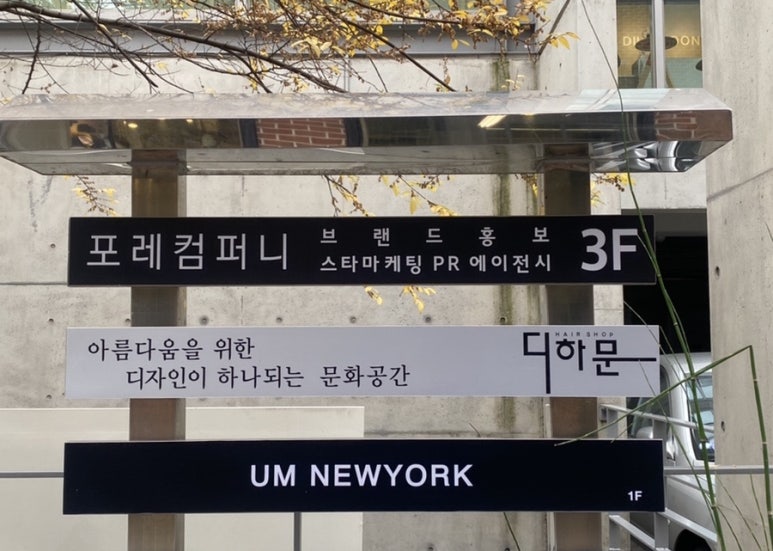 포레컴퍼니
브랜드홍보
스타마케팅 PR 에이전시
3F
아름다움을 위한
디자인이 하나되는 문화공간
HAIR SHOP
디하문
UM NEWYORK
1F